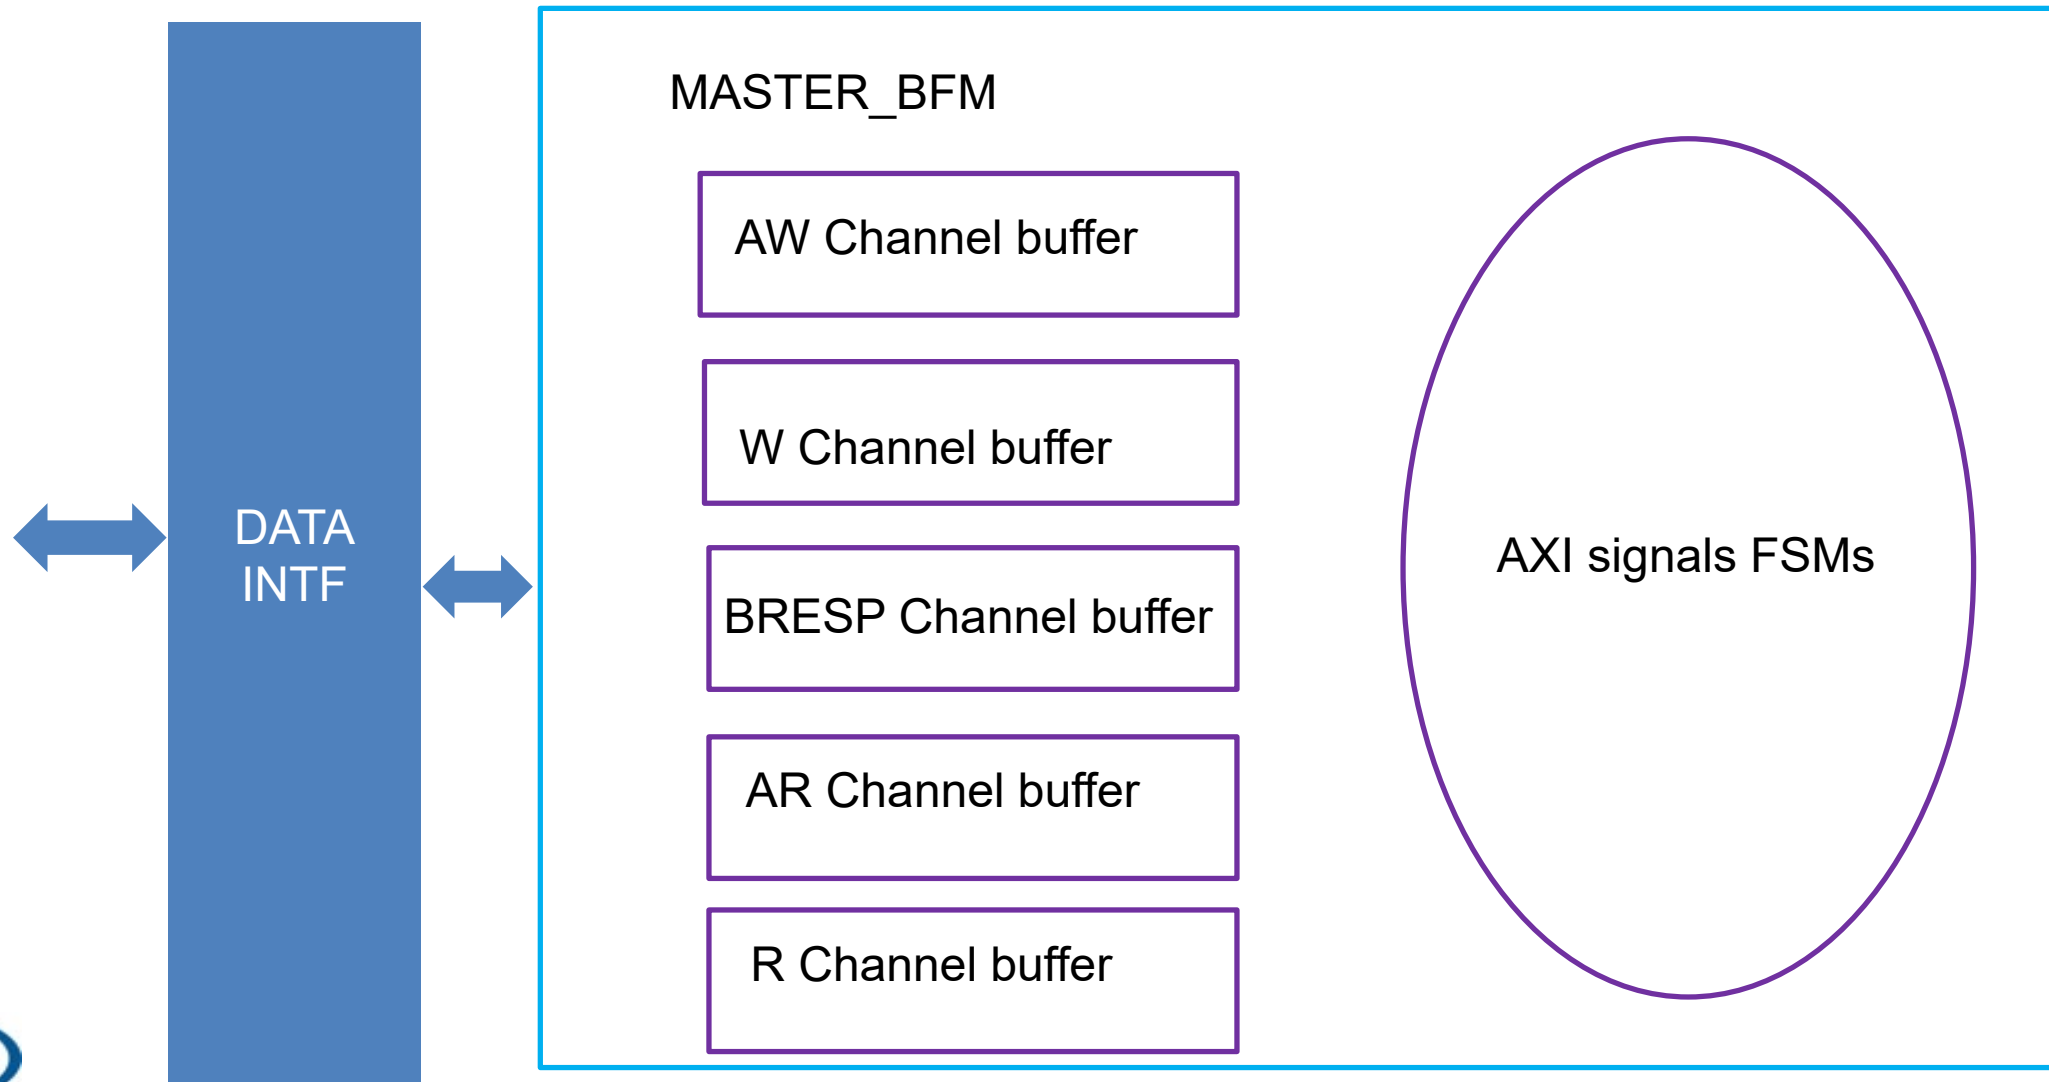 MASTER_BFM
AW Channel buffer
W Channel buffer
DATA
INTF
BRESP Channel buffer
AR Channel buffer
R Channel buffer
AXI signals FSMs